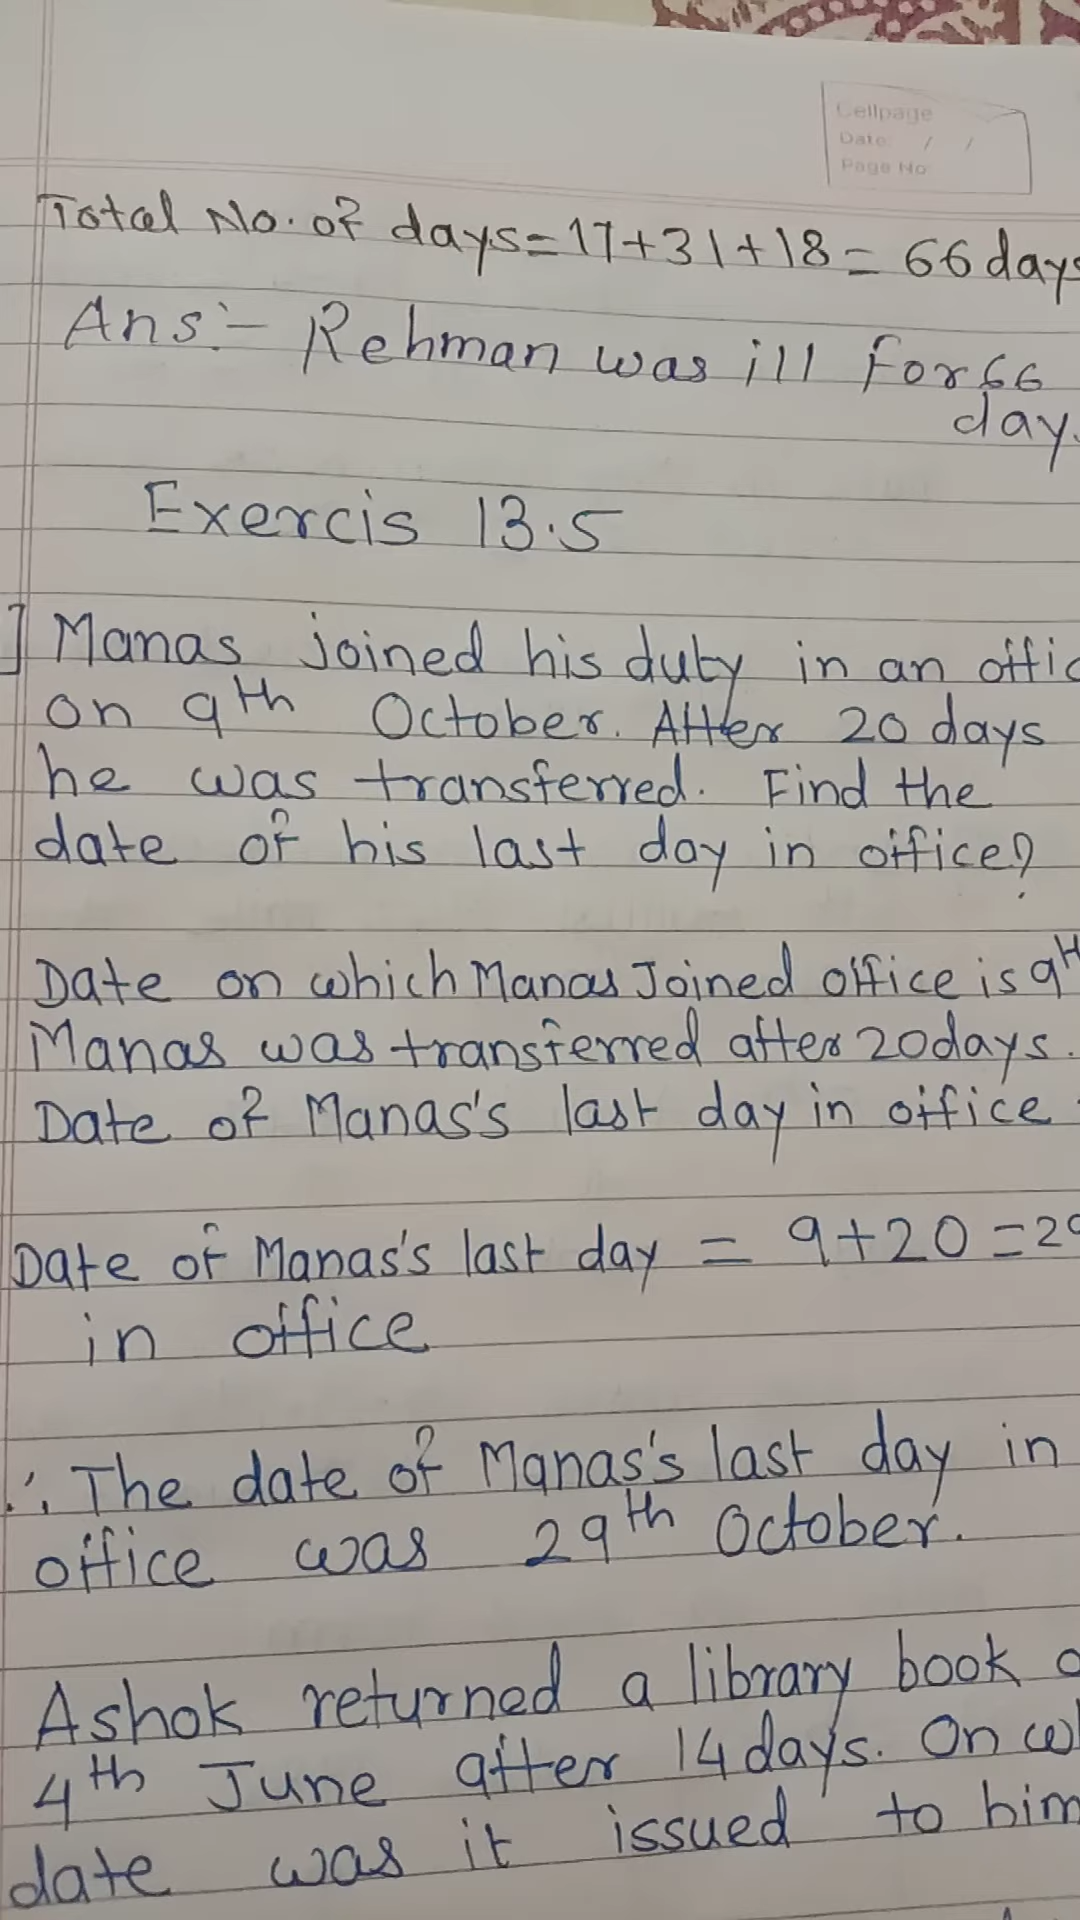 Cellpage
Date: / /
Page No:
Total No. of days=17+31+18= 66 days
Ans:- Rehman was ill for 66
day.
Exercis 13.5
] Manas joined his duty in an offic
on 9th October. After 20 days
he was transferred. Find the
date of his last day in office?
Date on which Manas Joined office is 9th
Manas was transferred after 20days.
Date of Manas's last day in office
Date of Manas's last day = 9+20=29
in office
∴ The date of Manas's last day in
office was 29th October.
Ashok returned a library book o
4th June after 14 days. On wh
date was it issued to him